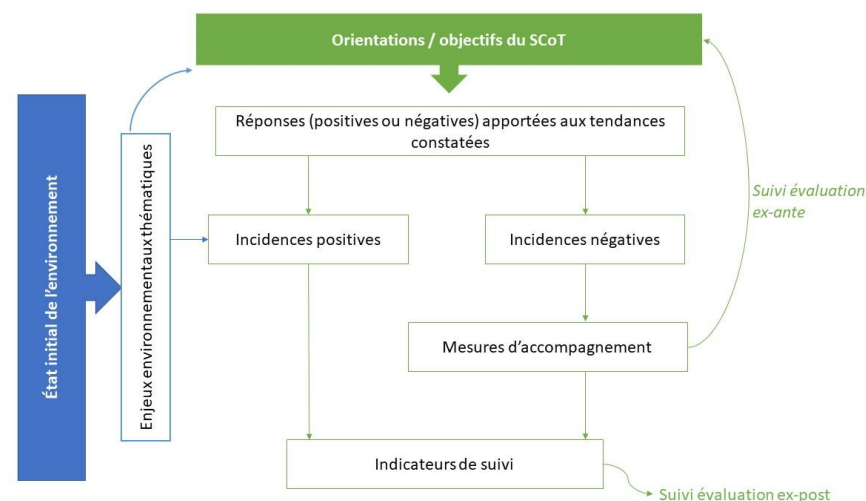 Orientations / objectifs du SCoT
Réponses (positives ou négatives) apportées aux tendances
constatées
État initial de l'environnement
Enjeux environnementaux thématiques
Suivi évaluation
ex-ante
Incidences positives
Incidences négatives
Mesures d'accompagnement
Indicateurs de suivi
Suivi évaluation ex-post